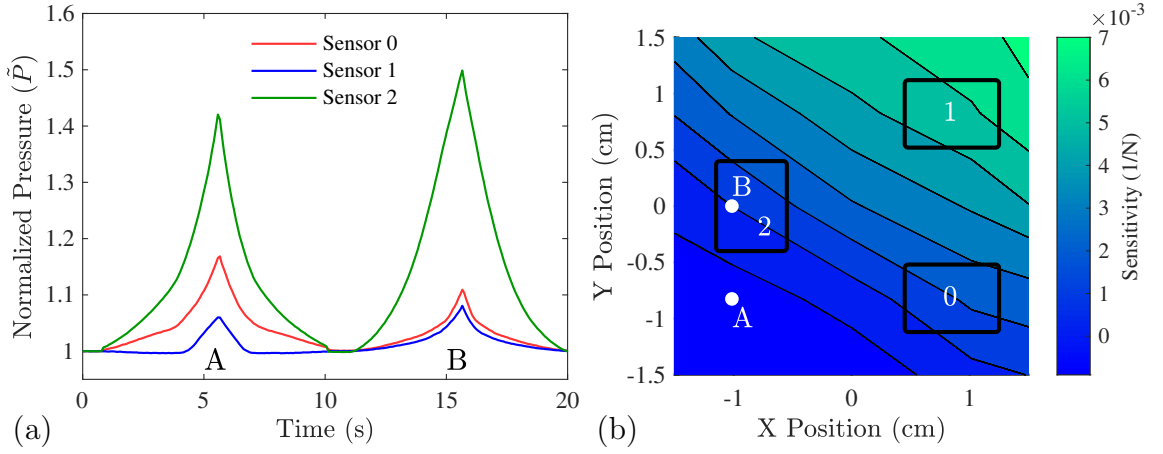 1.6
1.5
1.4
1.3
1.2
1.1
1
Normalized Pressure (P̃)
Sensor 0
Sensor 1
Sensor 2
A
B
0
5
10
15
20
Time (s)
(a)
1.5
1
0.5
0
-0.5
-1
-1.5
Y Position (cm)
1
B
2
0
A
-1
0
1
X Position (cm)
(b)
×10⁻³
7
6
5
4
3
2
1
0
Sensitivity (1/N)